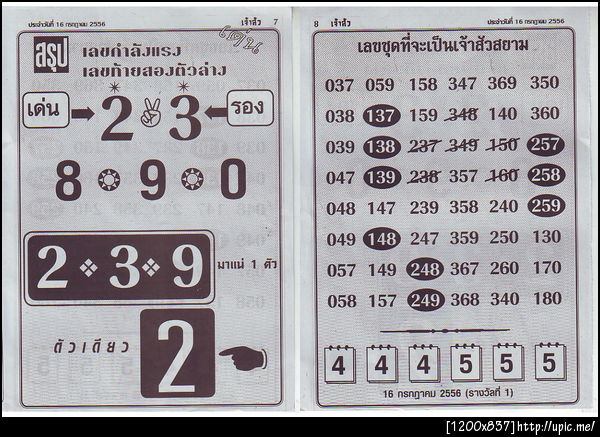 ประจำวันที่ 16 กรกฎาคม 2556 เจ้าสัว 7
สรุป เลขกำลังแรง เด่น
เลขท้ายสองตัวล่าง
เด่น 2 3 รอง
8 9 0
2 3 9 มาแน่ 1 ตัว
ตัวเดียว 2
8 เจ้าสัว ประจำวันที่ 16 กรกฎาคม 2556
เลขชุดที่จะเป็นเจ้าสัวสยาม
037 059 158 347 369 350
038 137 159 348 140 360
039 138 237 349 150 257
047 139 238 357 160 258
048 147 239 358 240 259
049 148 247 359 250 130
057 149 248 367 260 170
058 157 249 368 340 180
4 4 4 5 5 5
16 กรกฎาคม 2556 (รางวัลที่ 1)
[1200x857]http://upic.me/